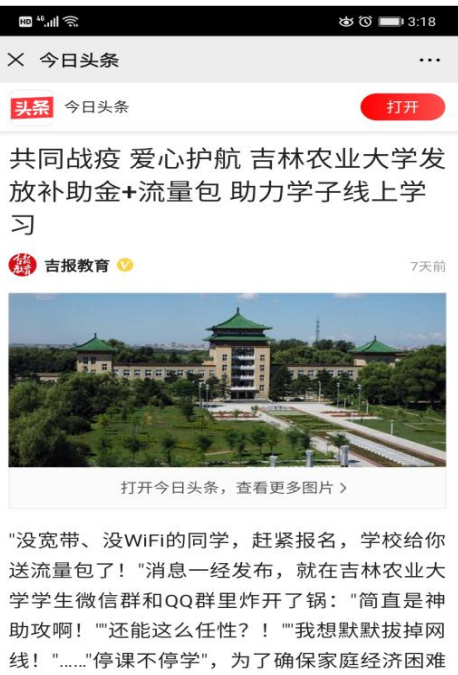 HD 4G 3:18
× 今日头条 ...
头条 今日头条 打开
共同战疫 爱心护航 吉林农业大学发
放补助金+流量包 助力学子线上学
习
吉报教育 吉报教育 7天前
打开今日头条，查看更多图片 >
"没宽带、没WiFi的同学，赶紧报名，学校给你
送流量包了！"消息一经发布，就在吉林农业大
学学生微信群和QQ群里炸开了锅："简直是神
助攻啊！""还能这么任性？！""我想默默拔掉网
线！"……"停课不停学"，为了确保家庭经济困难